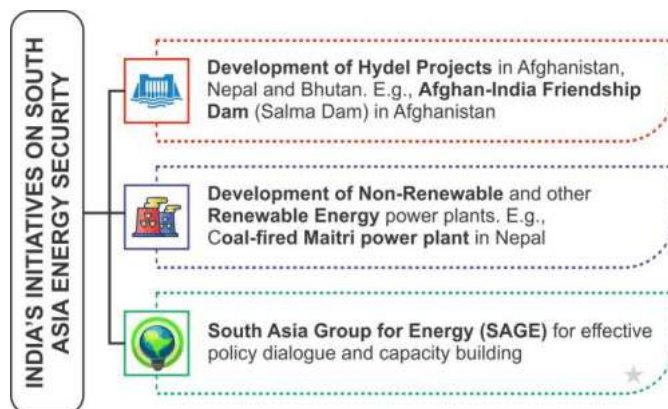 INDIA'S INITIATIVES ON SOUTH
ASIA ENERGY SECURITY
Development of Hydel Projects in Afghanistan,
Nepal and Bhutan. E.g., Afghan-India Friendship
Dam (Salma Dam) in Afghanistan
Development of Non-Renewable and other
Renewable Energy power plants. E.g.,
Coal-fired Maitri power plant in Nepal
South Asia Group for Energy (SAGE) for effective
policy dialogue and capacity building